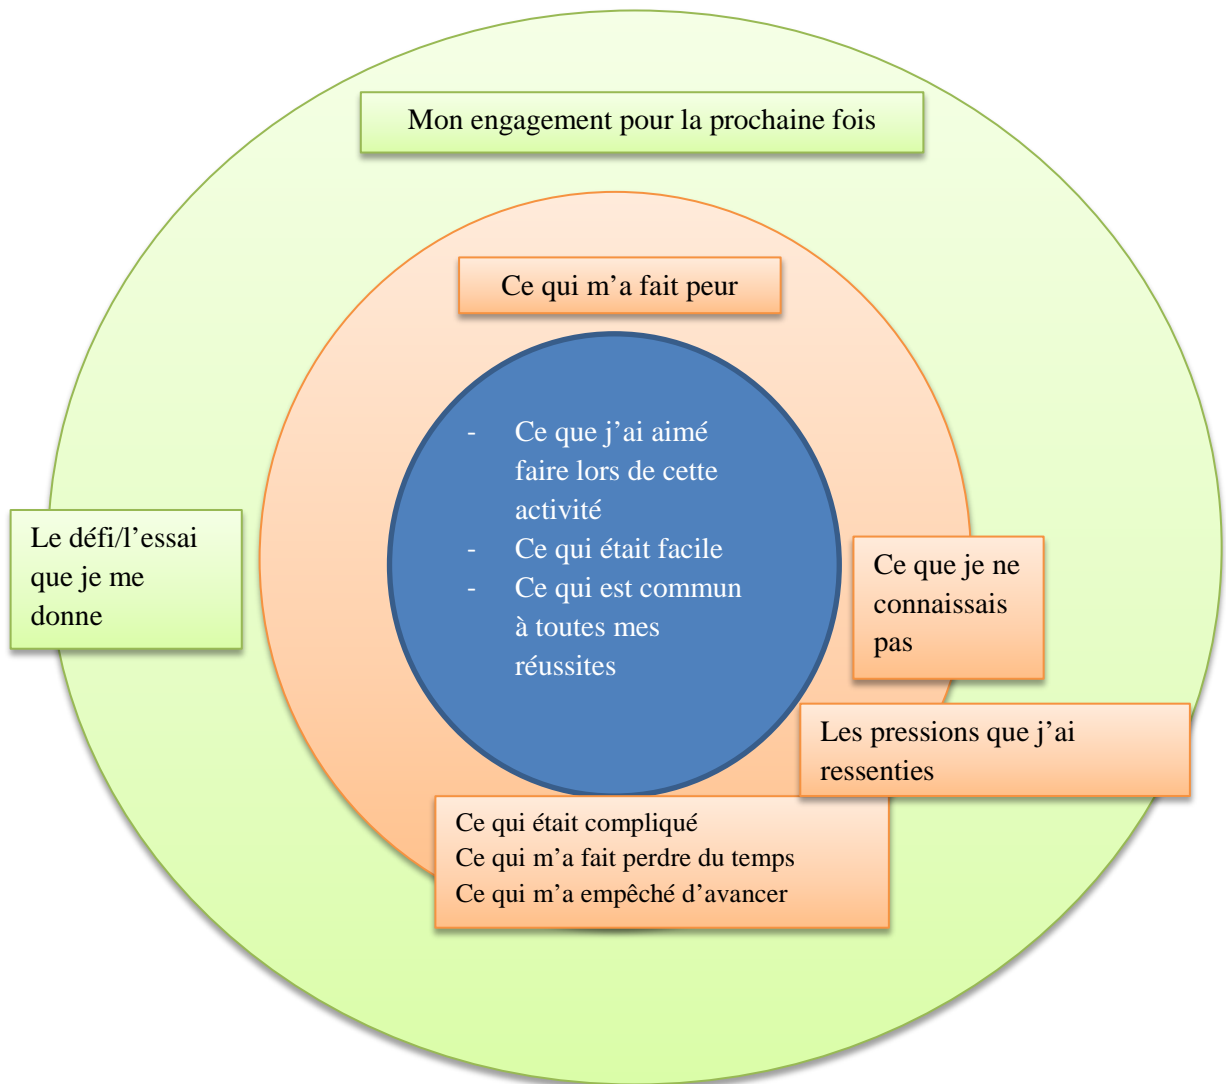 Mon engagement pour la prochaine fois
Ce qui m’a fait peur
- Ce que j’ai aimé
faire lors de cette
activité
- Ce qui était facile
- Ce qui est commun
à toutes mes
réussites
Le défi/l’essai
que je me
donne
Ce que je ne
connaissais
pas
Les pressions que j’ai
ressenties
Ce qui était compliqué
Ce qui m’a fait perdre du temps
Ce qui m’a empêché d’avancer